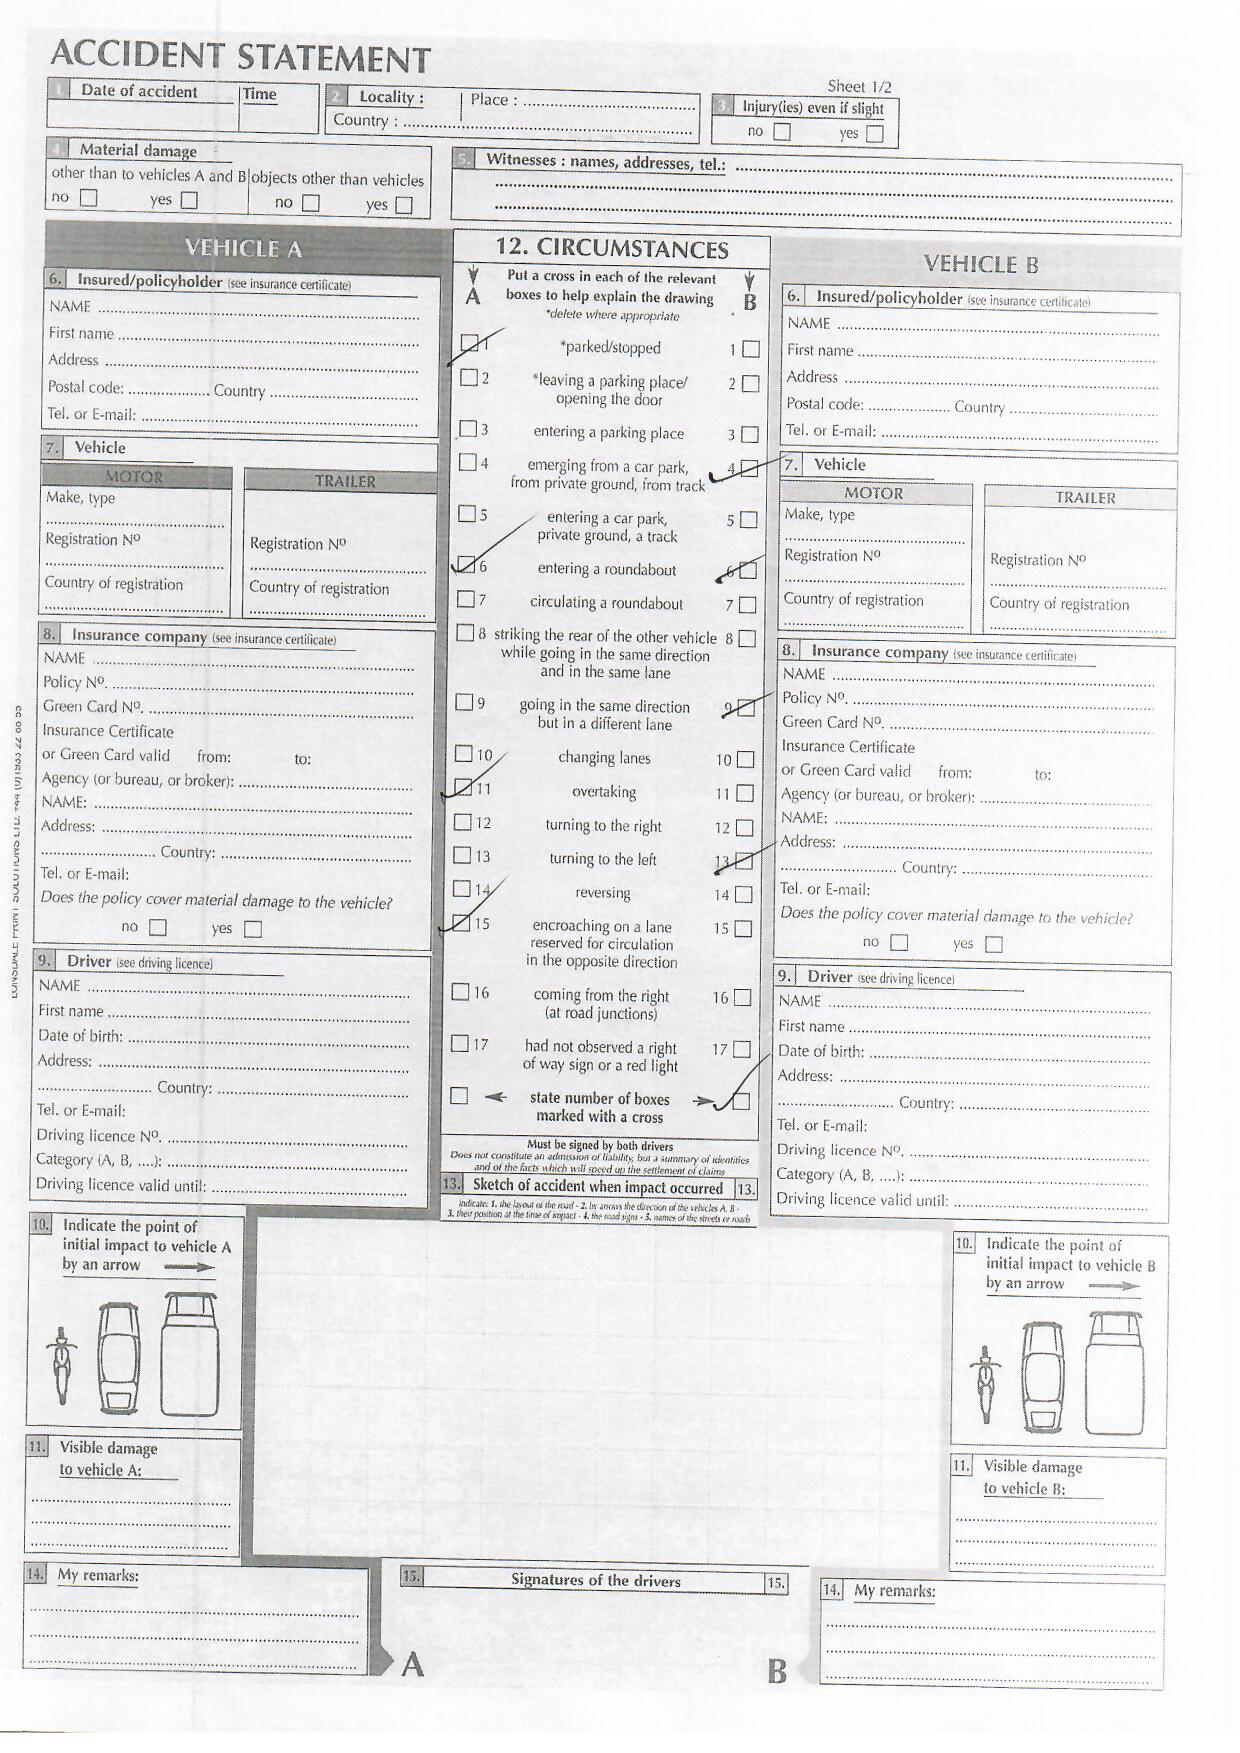 ACCIDENT STATEMENT
Sheet 1/2
1. Date of accident Time
2. Locality : Place : ....................
Country : ....................
3. Injury(ies) even if slight
no yes
4. Material damage
other than to vehicles A and B objects other than vehicles
no yes no yes
5. Witnesses : names, addresses, tel.: ....................
VEHICLE A
6. Insured/policyholder (see insurance certificate)
NAME ....................
First name ....................
Address ....................
Postal code: .................... Country ....................
Tel. or E-mail: ....................
7. Vehicle
MOTOR TRAILER
Make, type
Registration Nº Registration Nº
Country of registration Country of registration
8. Insurance company (see insurance certificate)
NAME ....................
Policy Nº. ....................
Green Card Nº. ....................
Insurance Certificate
or Green Card valid from: to:
Agency (or bureau, or broker): ....................
NAME: ....................
Address: ....................
.................... Country: ....................
Tel. or E-mail:
Does the policy cover material damage to the vehicle?
no yes
9. Driver (see driving licence)
NAME ....................
First name ....................
Date of birth: ....................
Address: ....................
.................... Country: ....................
Tel. or E-mail:
Driving licence Nº. ....................
Category (A, B, ....): ....................
Driving licence valid until: ....................
10. Indicate the point of
initial impact to vehicle A
by an arrow
11. Visible damage
to vehicle A:
14. My remarks:
12. CIRCUMSTANCES
A Put a cross in each of the relevant B
boxes to help explain the drawing
*delete where appropriate
1 *parked/stopped 1
2 *leaving a parking place/ 2
opening the door
3 entering a parking place 3
4 emerging from a car park, 4
from private ground, from track
5 entering a car park, 5
private ground, a track
6 entering a roundabout 6
7 circulating a roundabout 7
8 striking the rear of the other vehicle 8
while going in the same direction
and in the same lane
9 going in the same direction 9
but in a different lane
10 changing lanes 10
11 overtaking 11
12 turning to the right 12
13 turning to the left 13
14 reversing 14
15 encroaching on a lane 15
reserved for circulation
in the opposite direction
16 coming from the right 16
(at road junctions)
17 had not observed a right 17
of way sign or a red light
state number of boxes
marked with a cross
Must be signed by both drivers
Does not constitute an admission of liability, but a summary of identities
and of the facts which will speed up the settlement of claims
13. Sketch of accident when impact occurred 13.
Indicate: 1. the layout of the road - 2. by arrows the direction of the vehicles A, B -
3. their position at the time of impact - 4. the road signs - 5. names of the streets or roads
15. Signatures of the drivers 15.
A B
VEHICLE B
6. Insured/policyholder (see insurance certificate)
NAME ....................
First name ....................
Address ....................
Postal code: .................... Country ....................
Tel. or E-mail: ....................
7. Vehicle
MOTOR TRAILER
Make, type
Registration Nº Registration Nº
Country of registration Country of registration
8. Insurance company (see insurance certificate)
NAME ....................
Policy Nº. ....................
Green Card Nº. ....................
Insurance Certificate
or Green Card valid from: to:
Agency (or bureau, or broker): ....................
NAME: ....................
Address: ....................
.................... Country: ....................
Tel. or E-mail:
Does the policy cover material damage to the vehicle?
no yes
9. Driver (see driving licence)
NAME ....................
First name ....................
Date of birth: ....................
Address: ....................
.................... Country: ....................
Tel. or E-mail:
Driving licence Nº. ....................
Category (A, B, ....): ....................
Driving licence valid until: ....................
10. Indicate the point of
initial impact to vehicle B
by an arrow
11. Visible damage
to vehicle B:
14. My remarks: